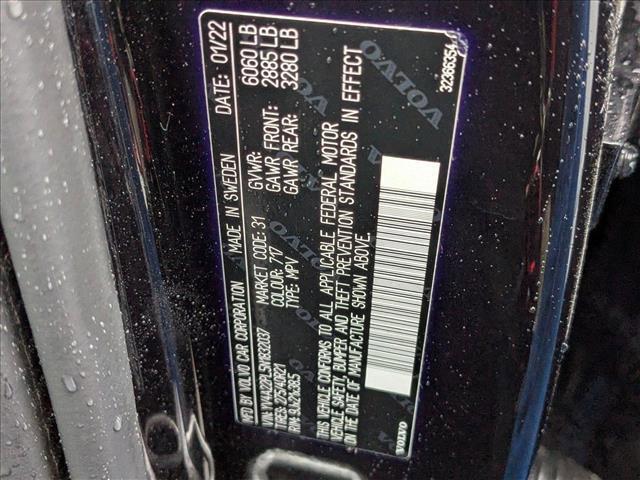 MFD BY VOLVO CAR CORPORATION MADE IN SWEDEN DATE: 01/22
MARKET CODE: 31 GVWR: 6060 LB
COLOUR: 717 GAWR FRONT: 2885 LB
TYPE: MPV GAWR REAR: 3280 LB
THIS VEHICLE CONFORMS TO ALL APPLICABLE FEDERAL MOTOR
VEHICLE SAFETY, BUMPER AND THEFT PREVENTION STANDARDS IN EFFECT
ON THE DATE OF MANUFACTURE SHOWN ABOVE.
VOLVO